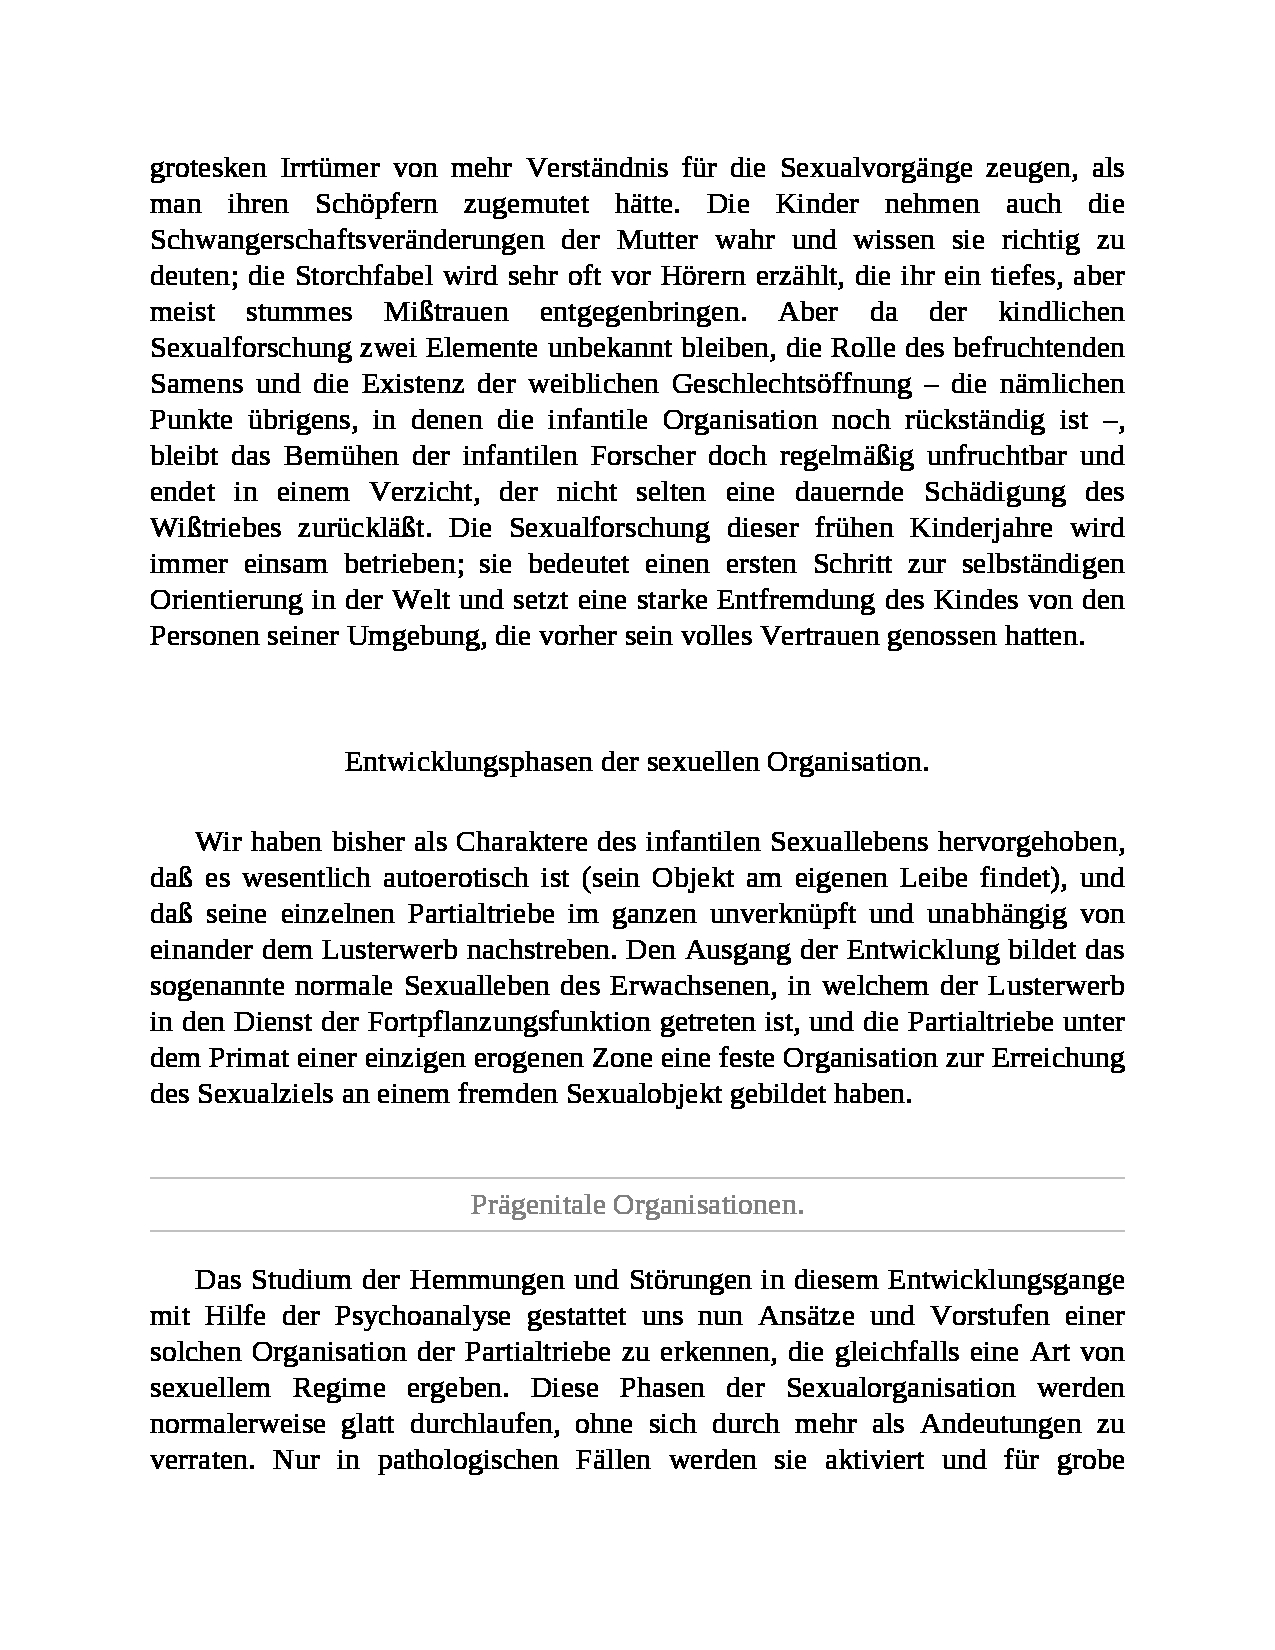 grotesken Irrtümer von mehr Verständnis für die Sexualvorgänge zeugen, als
man ihren Schöpfern zugemutet hätte. Die Kinder nehmen auch die
Schwangerschaftsveränderungen der Mutter wahr und wissen sie richtig zu
deuten; die Storchfabel wird sehr oft vor Hörern erzählt, die ihr ein tiefes, aber
meist stummes Mißtrauen entgegenbringen. Aber da der kindlichen
Sexualforschung zwei Elemente unbekannt bleiben, die Rolle des befruchtenden
Samens und die Existenz der weiblichen Geschlechtsöffnung – die nämlichen
Punkte übrigens, in denen die infantile Organisation noch rückständig ist –,
bleibt das Bemühen der infantilen Forscher doch regelmäßig unfruchtbar und
endet in einem Verzicht, der nicht selten eine dauernde Schädigung des
Wißtriebes zurückläßt. Die Sexualforschung dieser frühen Kinderjahre wird
immer einsam betrieben; sie bedeutet einen ersten Schritt zur selbständigen
Orientierung in der Welt und setzt eine starke Entfremdung des Kindes von den
Personen seiner Umgebung, die vorher sein volles Vertrauen genossen hatten.
Entwicklungsphasen der sexuellen Organisation.
Wir haben bisher als Charaktere des infantilen Sexuallebens hervorgehoben,
daß es wesentlich autoerotisch ist (sein Objekt am eigenen Leibe findet), und
daß seine einzelnen Partialtriebe im ganzen unverknüpft und unabhängig von
einander dem Lusterwerb nachstreben. Den Ausgang der Entwicklung bildet das
sogenannte normale Sexualleben des Erwachsenen, in welchem der Lusterwerb
in den Dienst der Fortpflanzungsfunktion getreten ist, und die Partialtriebe unter
dem Primat einer einzigen erogenen Zone eine feste Organisation zur Erreichung
des Sexualziels an einem fremden Sexualobjekt gebildet haben.
Prägenitale Organisationen.
Das Studium der Hemmungen und Störungen in diesem Entwicklungsgange
mit Hilfe der Psychoanalyse gestattet uns nun Ansätze und Vorstufen einer
solchen Organisation der Partialtriebe zu erkennen, die gleichfalls eine Art von
sexuellem Regime ergeben. Diese Phasen der Sexualorganisation werden
normalerweise glatt durchlaufen, ohne sich durch mehr als Andeutungen zu
verraten. Nur in pathologischen Fällen werden sie aktiviert und für grobe